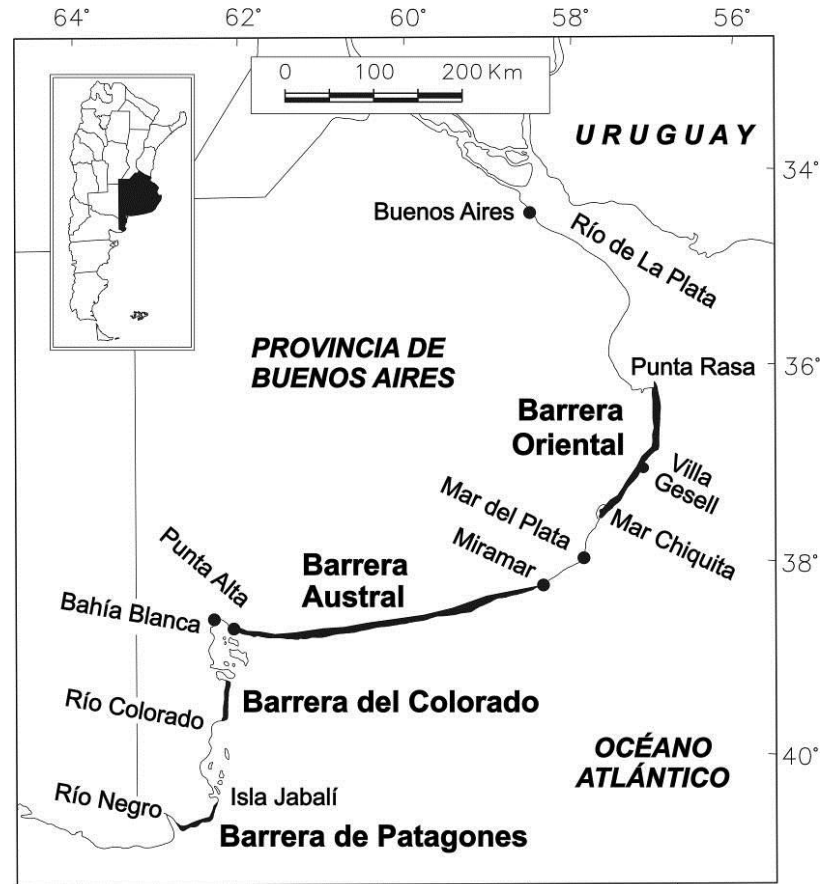 64° 62° 60° 58° 56°
0 100 200 Km
URUGUAY
34°
Buenos Aires
Río de La Plata
PROVINCIA DE
BUENOS AIRES
Punta Rasa
36°
Barrera
Oriental
Villa
Gesell
Mar del Plata
Mar Chiquita
Miramar
38°
Barrera
Austral
Punta Alta
Bahía Blanca
Río Colorado
Barrera del Colorado
OCÉANO
ATLÁNTICO
40°
Río Negro
Isla Jabalí
Barrera de Patagones